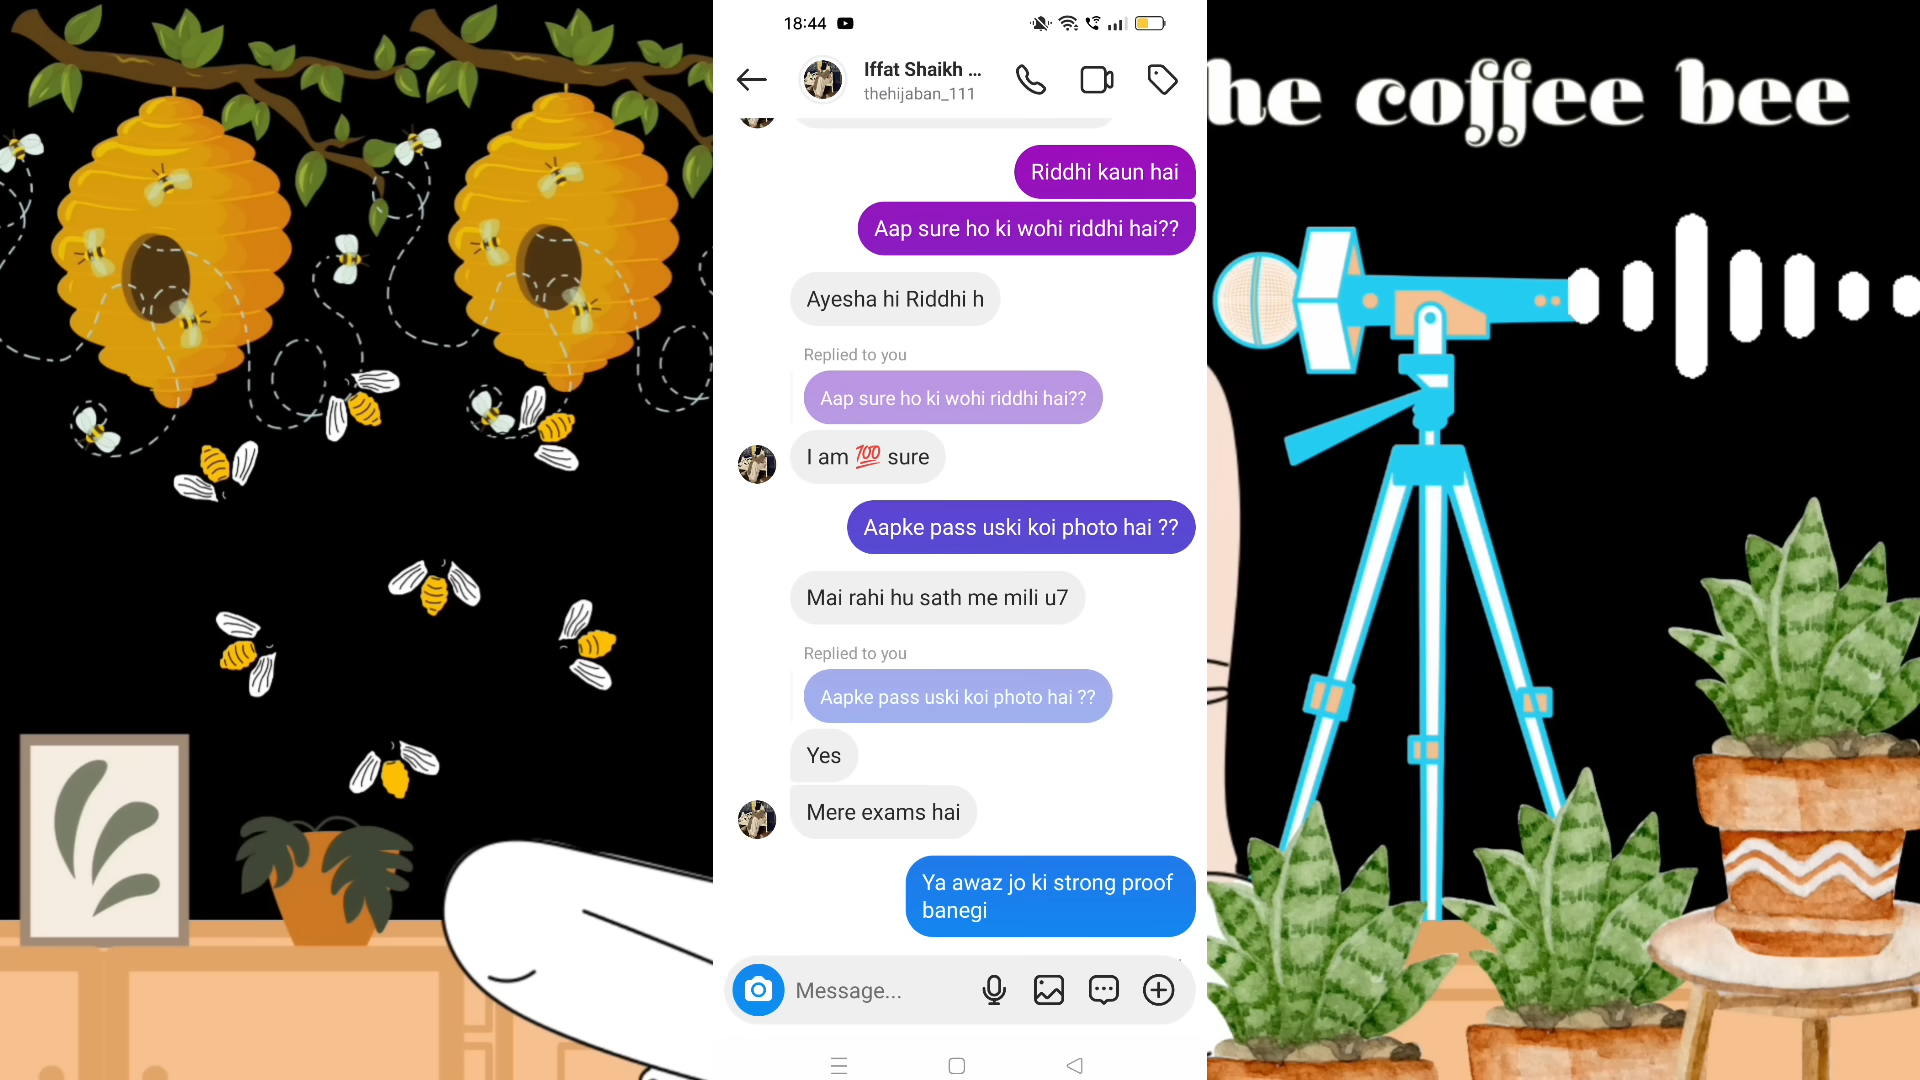 18:44
Iffat Shaikh ...
thehijaban_111
he coffee bee
Riddhi kaun hai
Aap sure ho ki wohi riddhi hai??
Ayesha hi Riddhi h
Replied to you
Aap sure ho ki wohi riddhi hai??
I am 💯 sure
Aapke pass uski koi photo hai ??
Mai rahi hu sath me mili u7
Replied to you
Aapke pass uski koi photo hai ??
Yes
Mere exams hai
Ya awaz jo ki strong proof
banegi
Message...